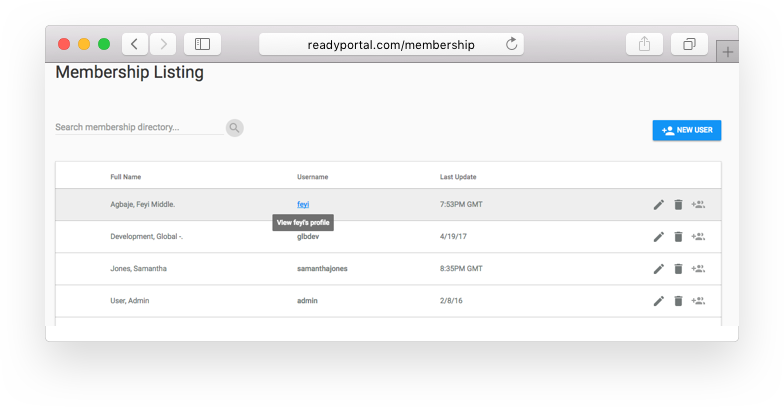 readyportal.com/membership
Membership Listing
Search membership directory...
NEW USER
Full Name Username Last Update
Agbaje, Feyi Middle. feyi 7:53PM GMT
View feyi's profile
Development, Global -. glbdev 4/19/17
Jones, Samantha samanthajones 8:35PM GMT
User, Admin admin 2/8/16